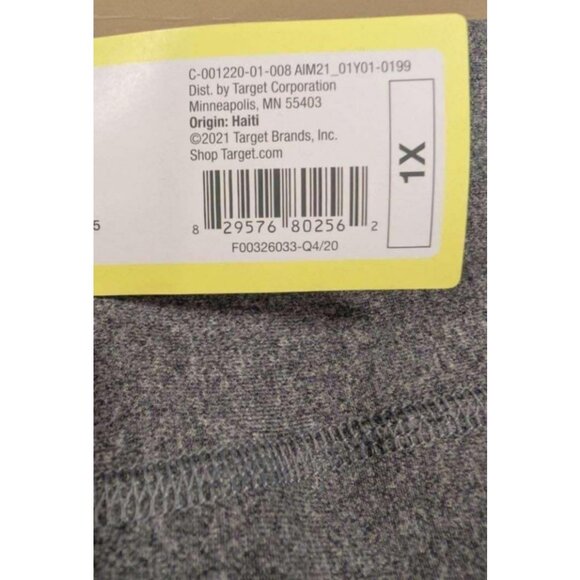 C-001220-01-008 AIM21_01Y01-0199
Dist. by Target Corporation
Minneapolis, MN 55403
Origin: Haiti
©2021 Target Brands, Inc.
Shop Target.com
1X
5
8 29576 80256 2
F00326033-Q4/20